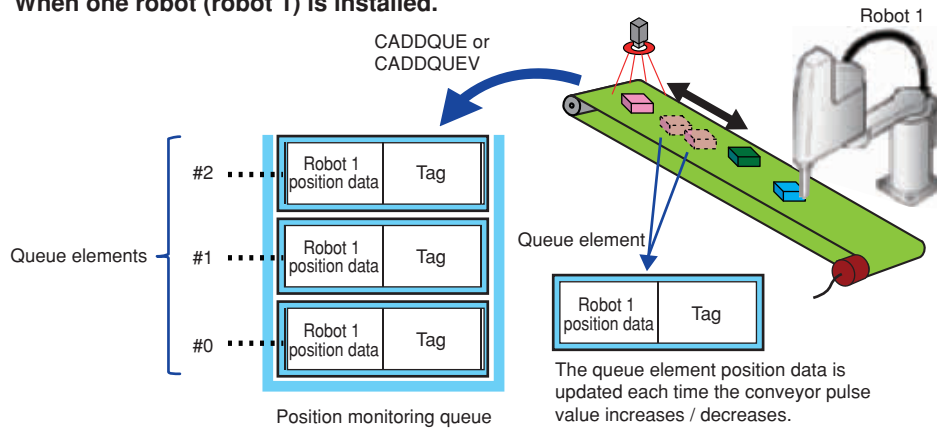 When one robot (robot 1) is installed.
Robot 1
CADDQUE or
CADDQUEV
Queue elements
#2
Robot 1
position data
Tag
#1
Robot 1
position data
Tag
#0
Robot 1
position data
Tag
Position monitoring queue
Queue element
Robot 1
position data
Tag
The queue element position data is
updated each time the conveyor pulse
value increases / decreases.